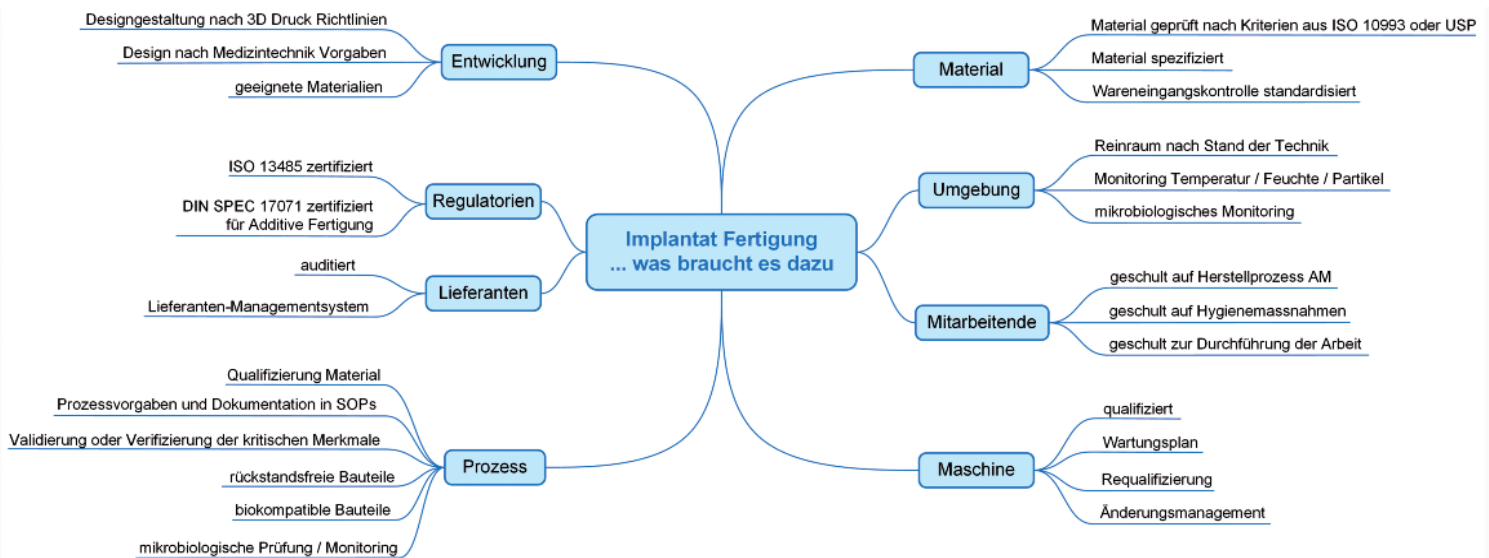 Implantat Fertigung
... was braucht es dazu
Entwicklung
Designgestaltung nach 3D Druck Richtlinien
Design nach Medizintechnik Vorgaben
geeignete Materialien
Regulatorien
ISO 13485 zertifiziert
DIN SPEC 17071 zertifiziert
für Additive Fertigung
Lieferanten
auditiert
Lieferanten-Managementsystem
Prozess
Qualifizierung Material
Prozessvorgaben und Dokumentation in SOPs
Validierung oder Verifizierung der kritischen Merkmale
rückstandsfreie Bauteile
biokompatible Bauteile
mikrobiologische Prüfung / Monitoring
Material
Material geprüft nach Kriterien aus ISO 10993 oder USP
Material spezifiziert
Wareneingangskontrolle standardisiert
Umgebung
Reinraum nach Stand der Technik
Monitoring Temperatur / Feuchte / Partikel
mikrobiologisches Monitoring
Mitarbeitende
geschult auf Herstellprozess AM
geschult auf Hygienemassnahmen
geschult zur Durchführung der Arbeit
Maschine
qualifiziert
Wartungsplan
Requalifizierung
Änderungsmanagement